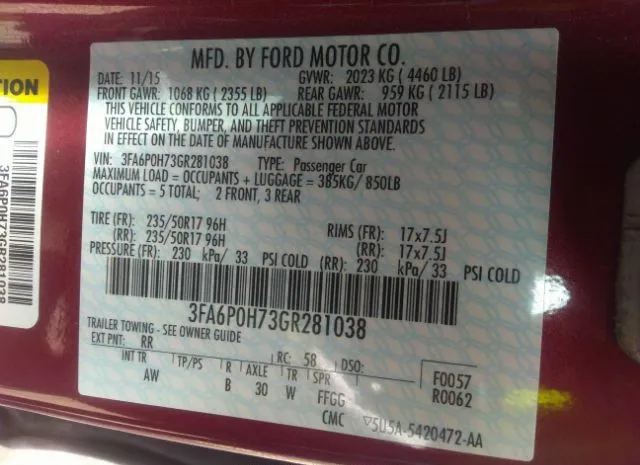 MFD. BY FORD MOTOR CO.
DATE: 11/15 GVWR: 2023 KG ( 4460 LB)
FRONT GAWR: 1068 KG ( 2355 LB) REAR GAWR: 959 KG ( 2115 LB)
THIS VEHICLE CONFORMS TO ALL APPLICABLE FEDERAL MOTOR
VEHICLE SAFETY, BUMPER, AND THEFT PREVENTION STANDARDS
IN EFFECT ON THE DATE OF MANUFACTURE SHOWN ABOVE.
VIN: 3FA6P0H73GR281038 TYPE: Passenger Car
MAXIMUM LOAD = OCCUPANTS + LUGGAGE = 385KG/ 850LB
OCCUPANTS = 5 TOTAL; 2 FRONT, 3 REAR
TIRE (FR): 235/50R17 96H RIMS (FR): 17x7.5J
(RR): 235/50R17 96H (RR): 17x7.5J
PRESSURE (FR): 230 kPa/ 33 PSI COLD (RR): 230 kPa/ 33 PSI COLD
3FA6P0H73GR281038
TRAILER TOWING - SEE OWNER GUIDE
EXT PNT: RR RC: 58 DSO: F0057
R0062
INT TR TP/PS R AXLE TR SPR
AW B 30 W FFGG
CMC ▽5U5A-5420472-AA
TION
3FA6P0H73GR281038